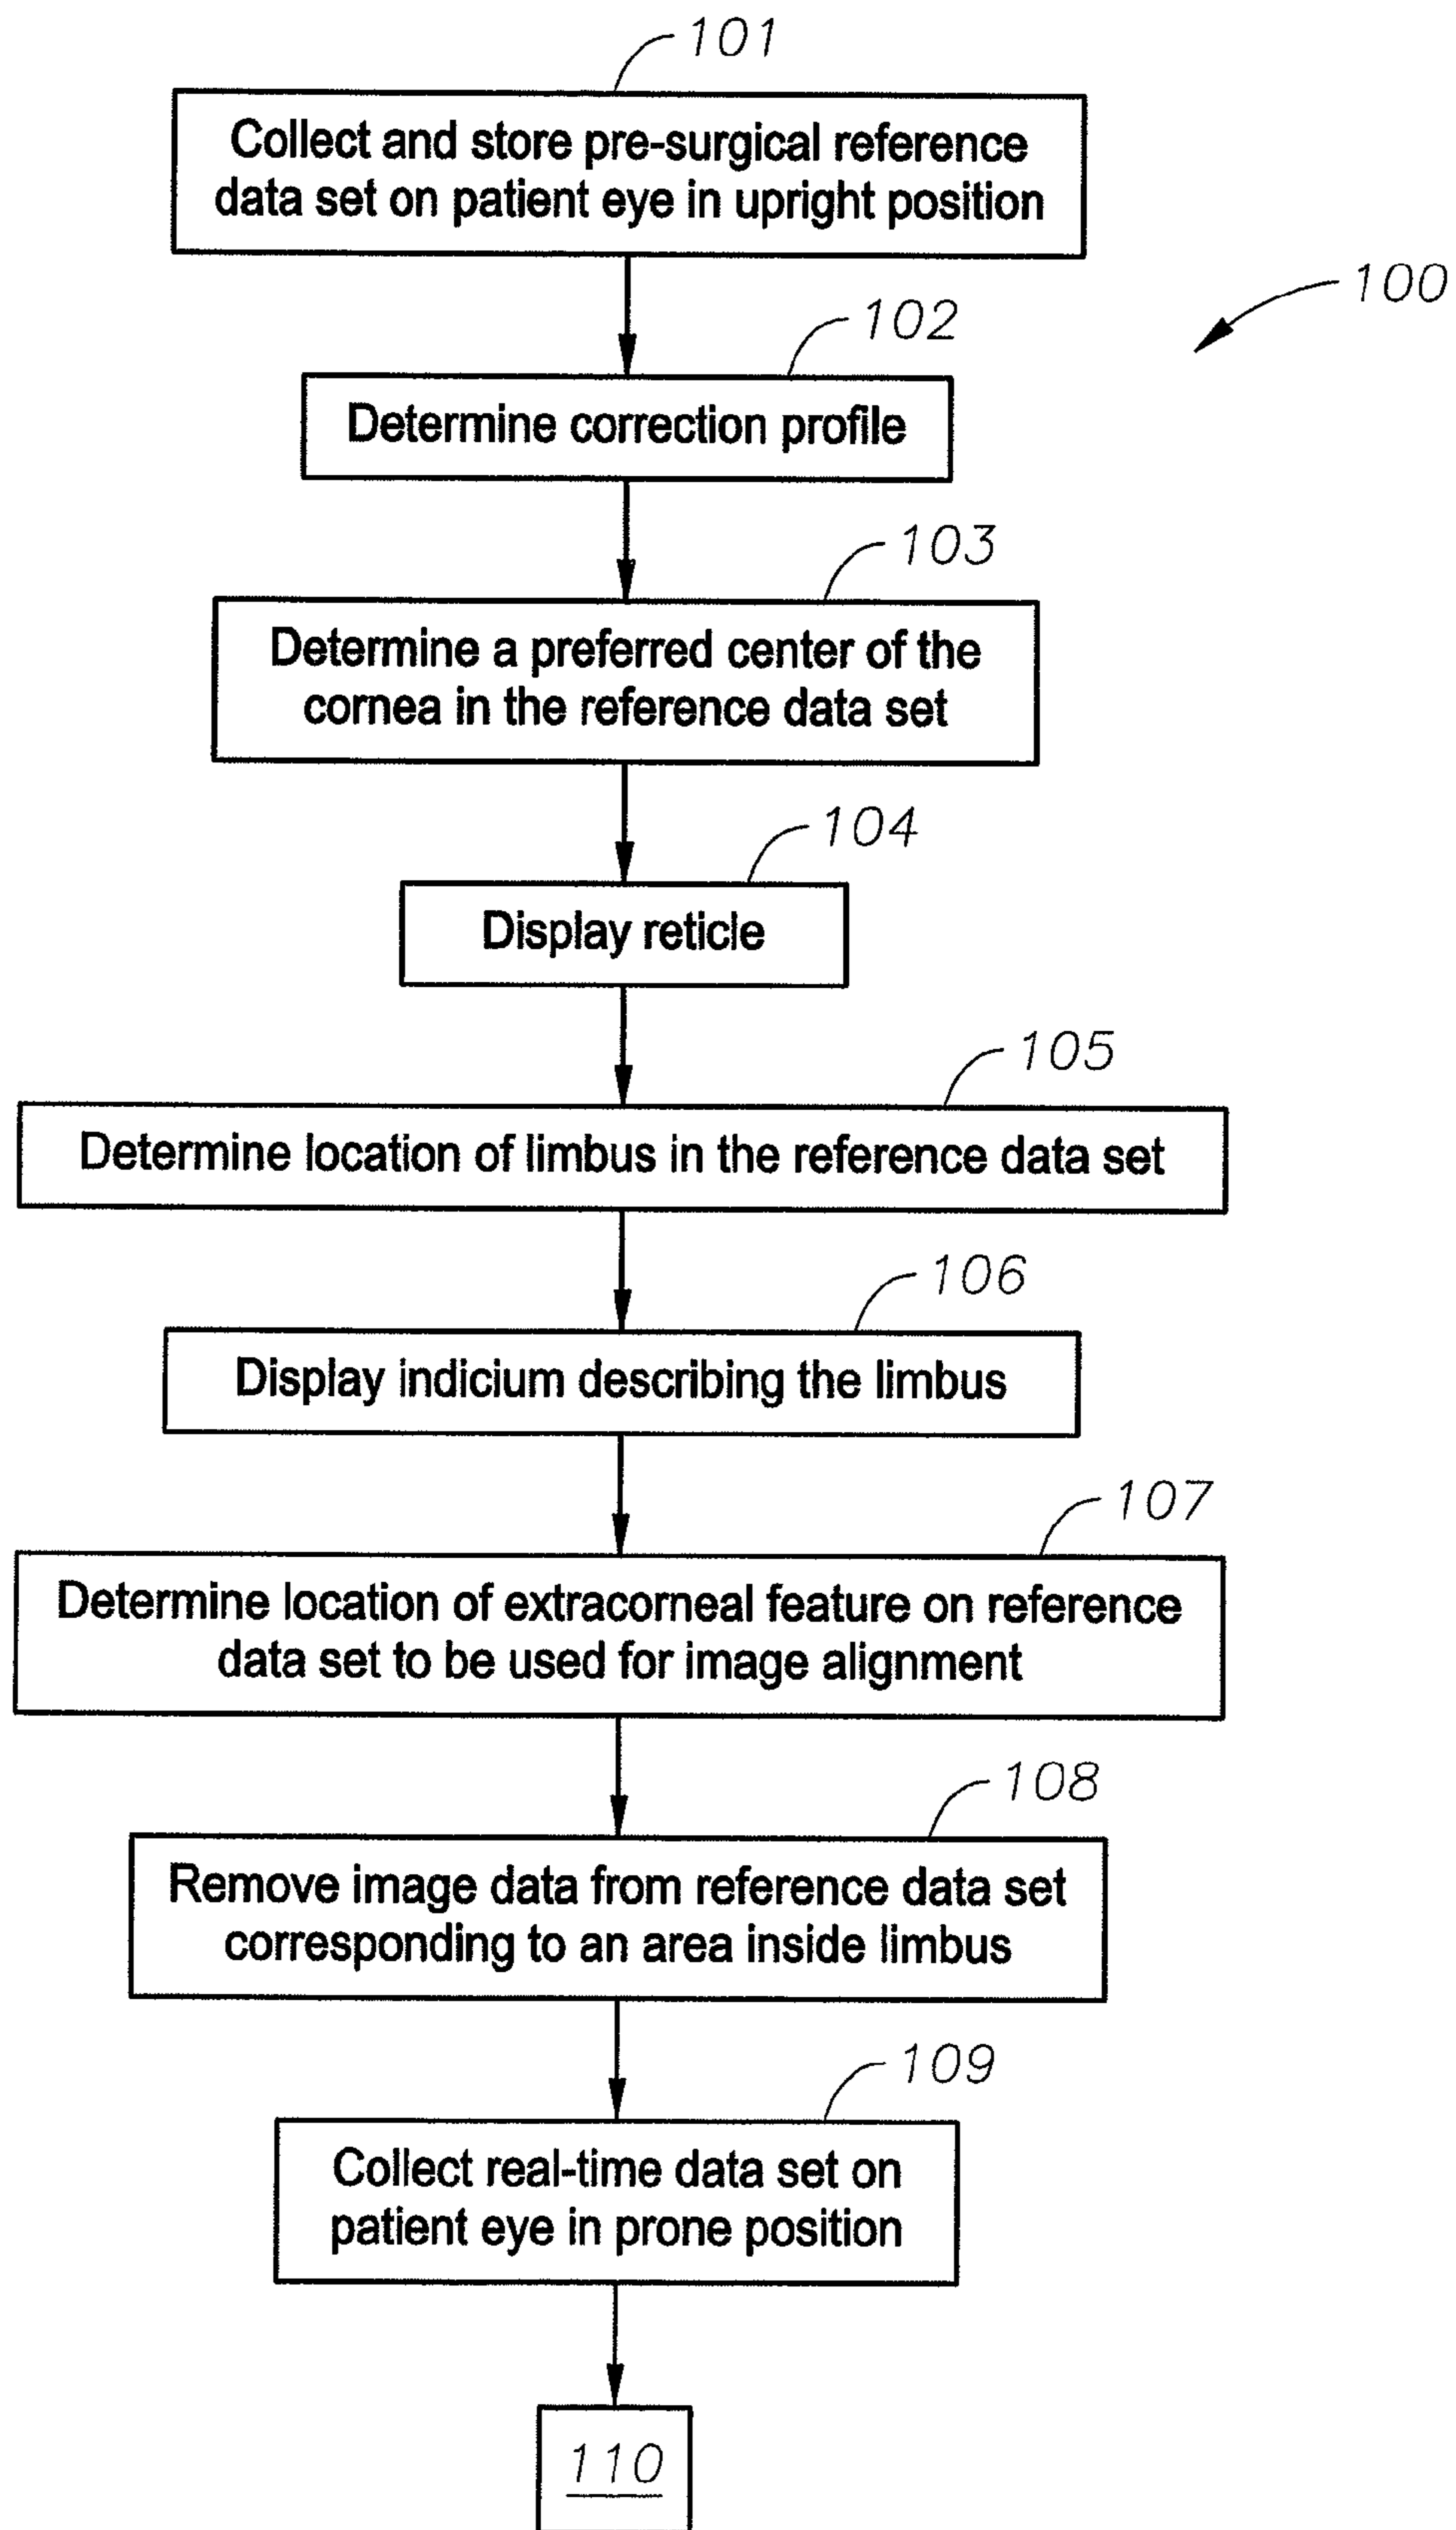 101
Collect and store pre-surgical reference
data set on patient eye in upright position
100
102
Determine correction profile
103
Determine a preferred center of the
cornea in the reference data set
104
Display reticle
105
Determine location of limbus in the reference data set
106
Display indicium describing the limbus
107
Determine location of extracorneal feature on reference
data set to be used for image alignment
108
Remove image data from reference data set
corresponding to an area inside limbus
109
Collect real-time data set on
patient eye in prone position
110